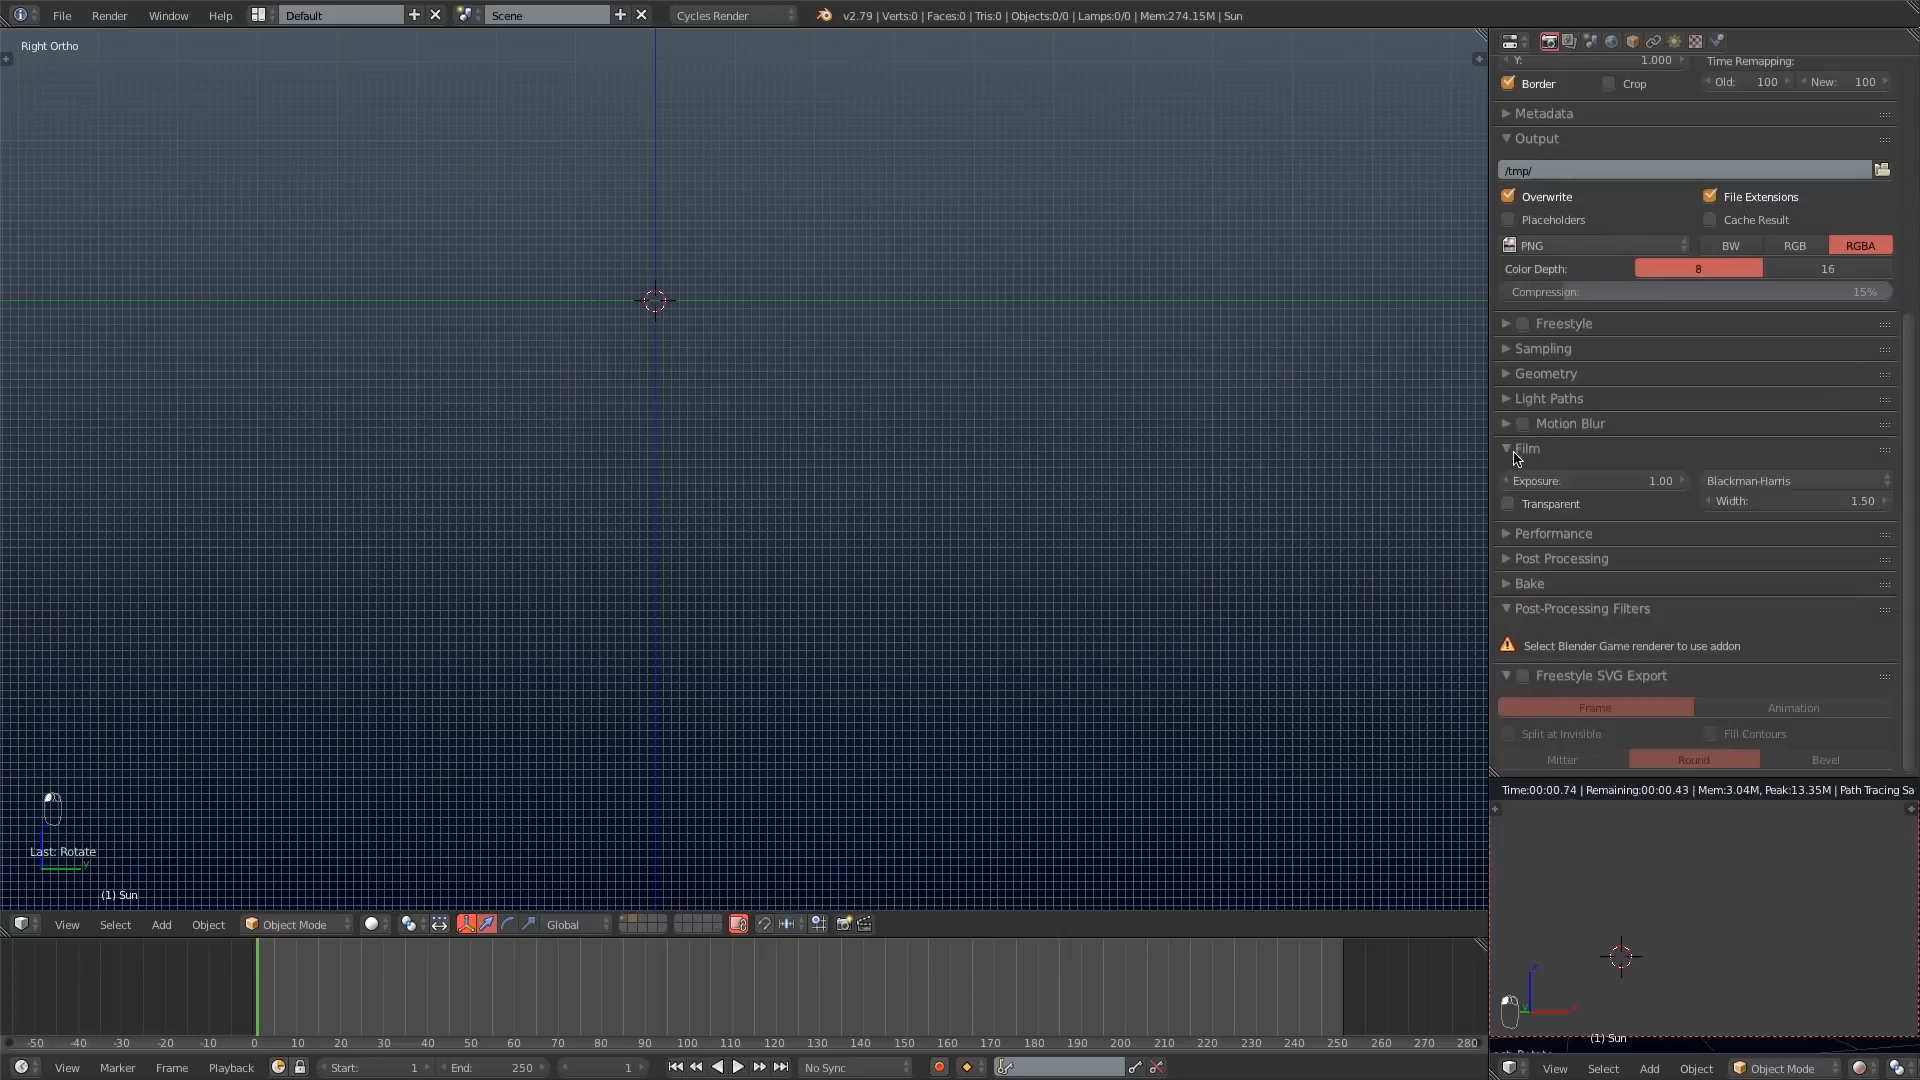 File Render Window Help Default Scene Cycles Render v2.79 | Verts:0 | Faces:0 | Tris:0 | Objects:0/0 | Lamps:0/0 | Mem:274.15M | Sun
Right Ortho
Y: 1.000 Time Remapping:
Border Crop Old: 100 New: 100
Metadata
Output
/tmp/
Overwrite File Extensions
Placeholders Cache Result
PNG BW RGB RGBA
Color Depth: 8 16
Compression: 15%
Freestyle
Sampling
Geometry
Light Paths
Motion Blur
Film
Exposure: 1.00 Blackman-Harris
Transparent Width: 1.50
Performance
Post Processing
Bake
Post-Processing Filters
Select Blender Game renderer to use addon
Freestyle SVG Export
Frame Animation
Split at Invisible Fill Contours
Mitter Round Bevel
Time:00:00.74 | Remaining:00:00.43 | Mem:3.04M, Peak:13.35M | Path Tracing Sa
Last: Rotate
y
(1) Sun
View Select Add Object Object Mode Global
z
(1) Sun
-50 -40 -30 -20 -10 0 10 20 30 40 50 60 70 80 90 100 110 120 130 140 150 160 170 180 190 200 210 220 230 240 250 260 270 280
View Marker Frame Playback Start: 1 End: 250 1 No Sync
View Select Add Object Object Mode